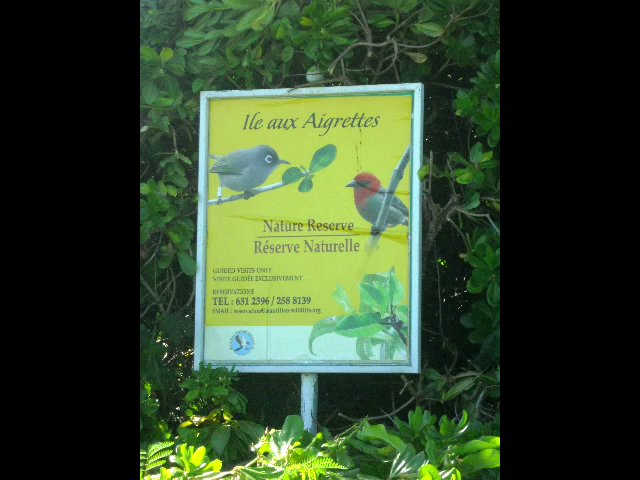 Ile aux Aigrettes
Nature Reserve
Réserve Naturelle
GUIDED VISITS ONLY
VISITE GUIDÉE EXCLUSIVEMENT
RESERVATIONS
TEL : 631 2396 / 258 8139
EMAIL : reservation@mauritian-wildlife.org